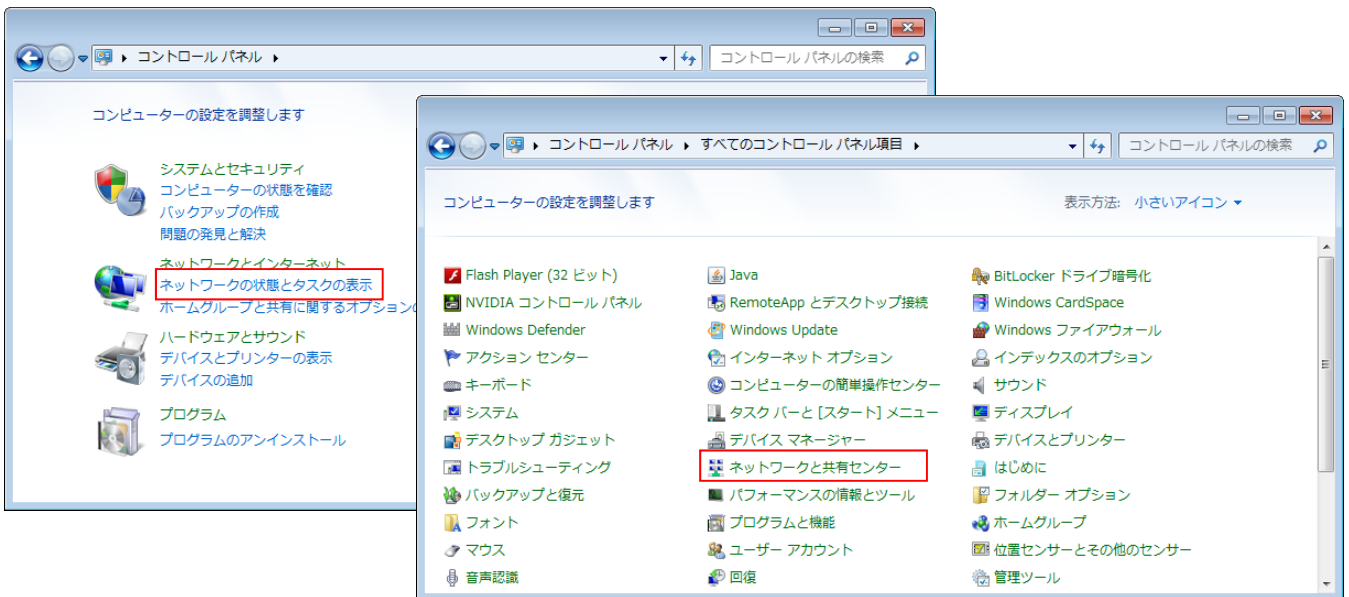 コントロール パネル
コントロール パネルの検索
コンピューターの設定を調整します
システムとセキュリティ
コンピューターの状態を確認
バックアップの作成
問題の発見と解決
ネットワークとインターネット
ネットワークの状態とタスクの表示
ホームグループと共有に関するオプションの
ハードウェアとサウンド
デバイスとプリンターの表示
デバイスの追加
プログラム
プログラムのアンインストール
コントロール パネル すべてのコントロール パネル項目
コントロール パネルの検索
コンピューターの設定を調整します
表示方法: 小さいアイコン
Flash Player (32 ビット) Java BitLocker ドライブ暗号化
NVIDIA コントロール パネル RemoteApp とデスクトップ接続 Windows CardSpace
Windows Defender Windows Update Windows ファイアウォール
アクション センター インターネット オプション インデックスのオプション
キーボード コンピューターの簡単操作センター サウンド
システム タスク バーと [スタート] メニュー ディスプレイ
デスクトップ ガジェット デバイス マネージャー デバイスとプリンター
トラブルシューティング ネットワークと共有センター はじめに
バックアップと復元 パフォーマンスの情報とツール フォルダー オプション
フォント プログラムと機能 ホームグループ
マウス ユーザー アカウント 位置センサーとその他のセンサー
音声認識 回復 管理ツール